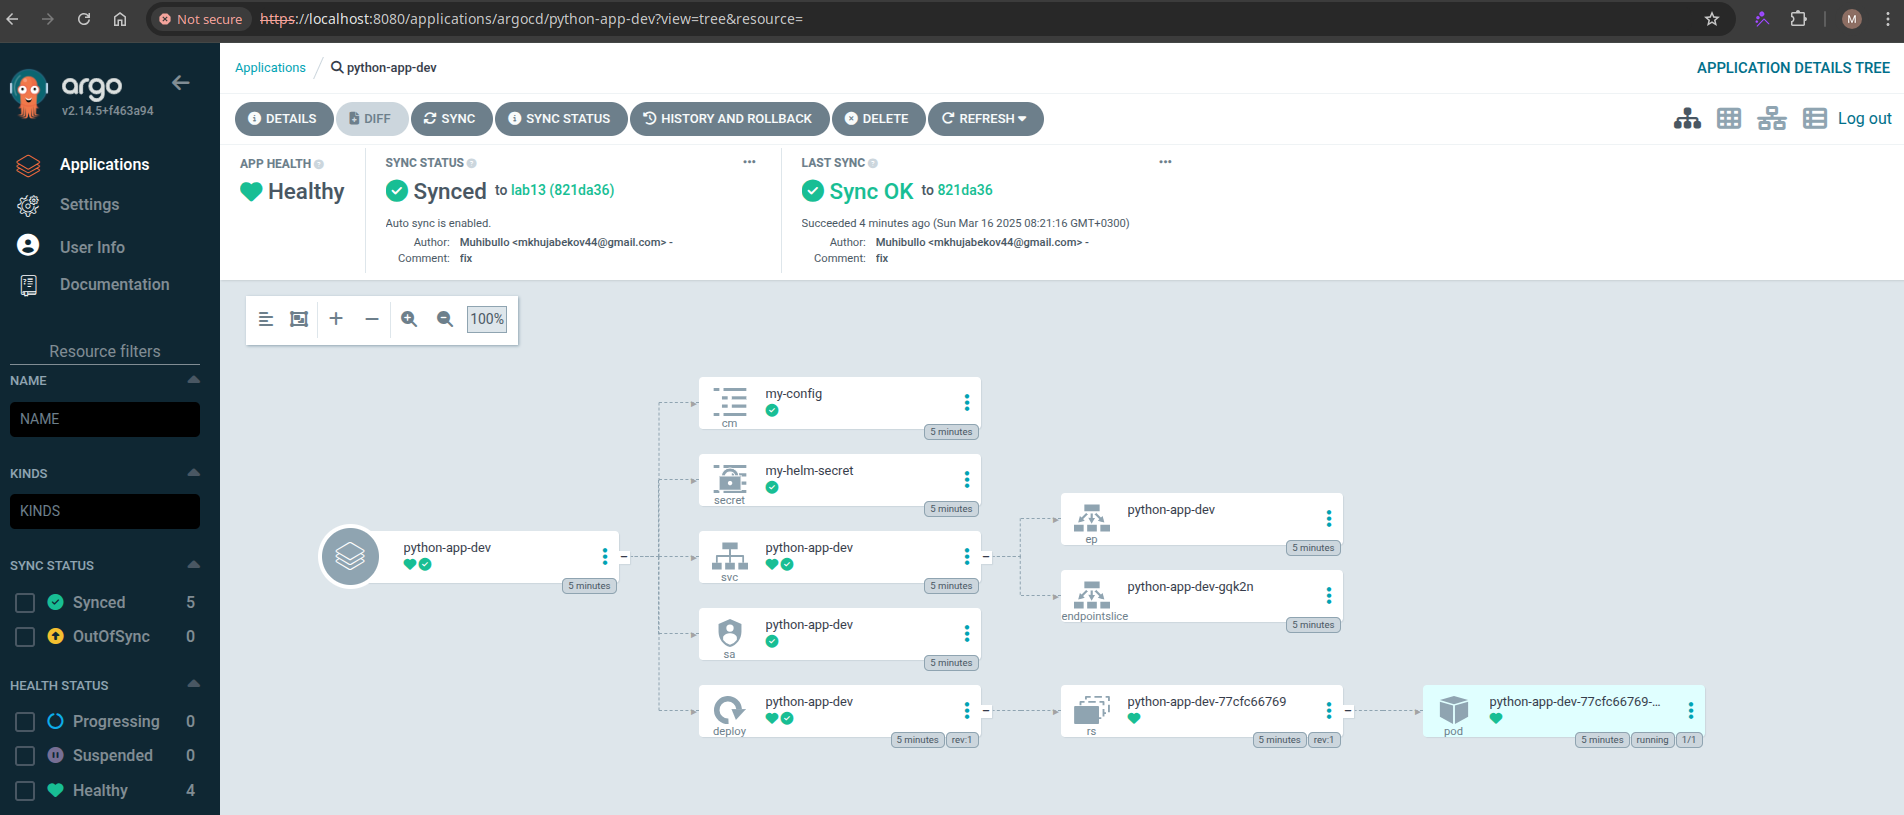 Not secure https://localhost:8080/applications/argocd/python-app-dev?view=tree&resource= M
argo
v2.14.5+f463a94
Applications
Settings
User Info
Documentation
Resource filters
NAME
NAME
KINDS
KINDS
SYNC STATUS
Synced 5
OutOfSync 0
HEALTH STATUS
Progressing 0
Suspended 0
Healthy 4
Applications / python-app-dev APPLICATION DETAILS TREE
DETAILS DIFF SYNC SYNC STATUS HISTORY AND ROLLBACK DELETE REFRESH Log out
APP HEALTH
Healthy
SYNC STATUS
Synced to lab13 (821da36)
Auto sync is enabled.
Author: Muhibullo <mkhujabekov44@gmail.com> -
Comment: fix
LAST SYNC
Sync OK to 821da36
Succeeded 4 minutes ago (Sun Mar 16 2025 08:21:16 GMT+0300)
Author: Muhibullo <mkhujabekov44@gmail.com> -
Comment: fix
100%
python-app-dev
5 minutes
my-config
cm
5 minutes
my-helm-secret
secret
5 minutes
python-app-dev
svc
5 minutes
python-app-dev
sa
5 minutes
python-app-dev
deploy
5 minutes rev:1
python-app-dev
ep
5 minutes
python-app-dev-gqk2n
endpointslice
5 minutes
python-app-dev-77cfc66769
rs
5 minutes rev:1
python-app-dev-77cfc66769-...
pod
5 minutes running 1/1